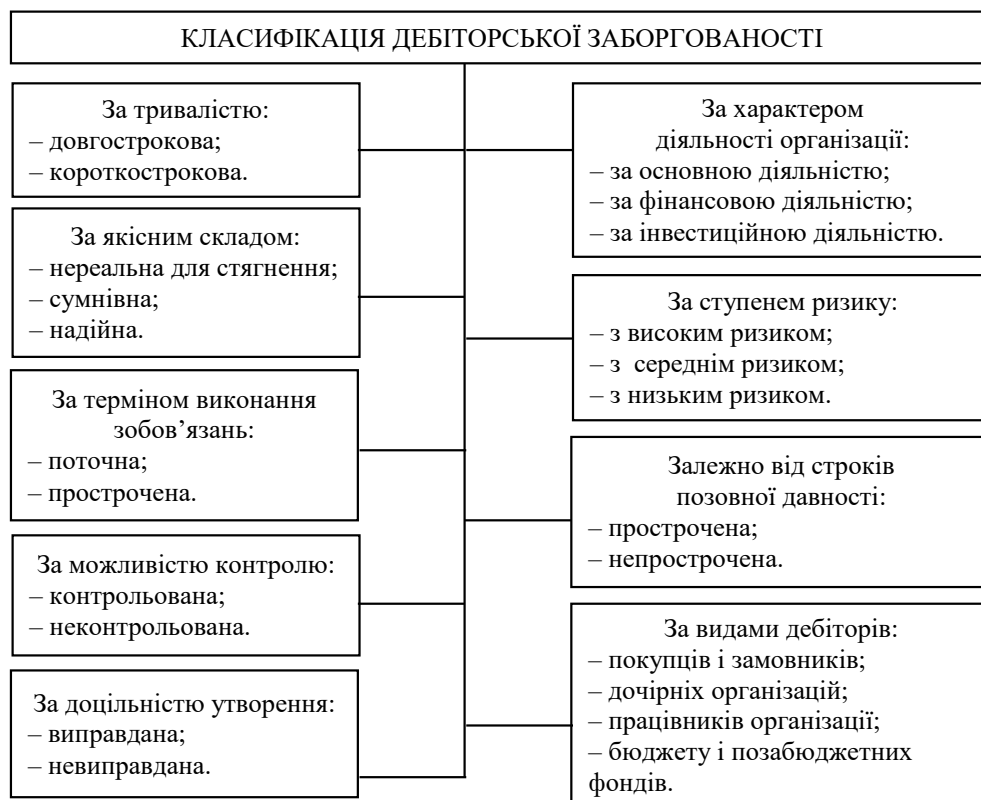 КЛАСИФІКАЦІЯ ДЕБІТОРСЬКОЇ ЗАБОРГОВАНОСТІ
За тривалістю:
– довгострокова;
– короткострокова.
За якісним складом:
– нереальна для стягнення;
– сумнівна;
– надійна.
За терміном виконання
зобов’язань:
– поточна;
– прострочена.
За можливістю контролю:
– контрольована;
– неконтрольована.
За доцільністю утворення:
– виправдана;
– невиправдана.
За характером
діяльності організації:
– за основною діяльністю;
– за фінансовою діяльністю;
– за інвестиційною діяльністю.
За ступенем ризику:
– з високим ризиком;
– з середнім ризиком;
– з низьким ризиком.
Залежно від строків
позовної давності:
– прострочена;
– непрострочена.
За видами дебіторів:
– покупців і замовників;
– дочірніх організацій;
– працівників організації;
– бюджету і позабюджетних
фондів.